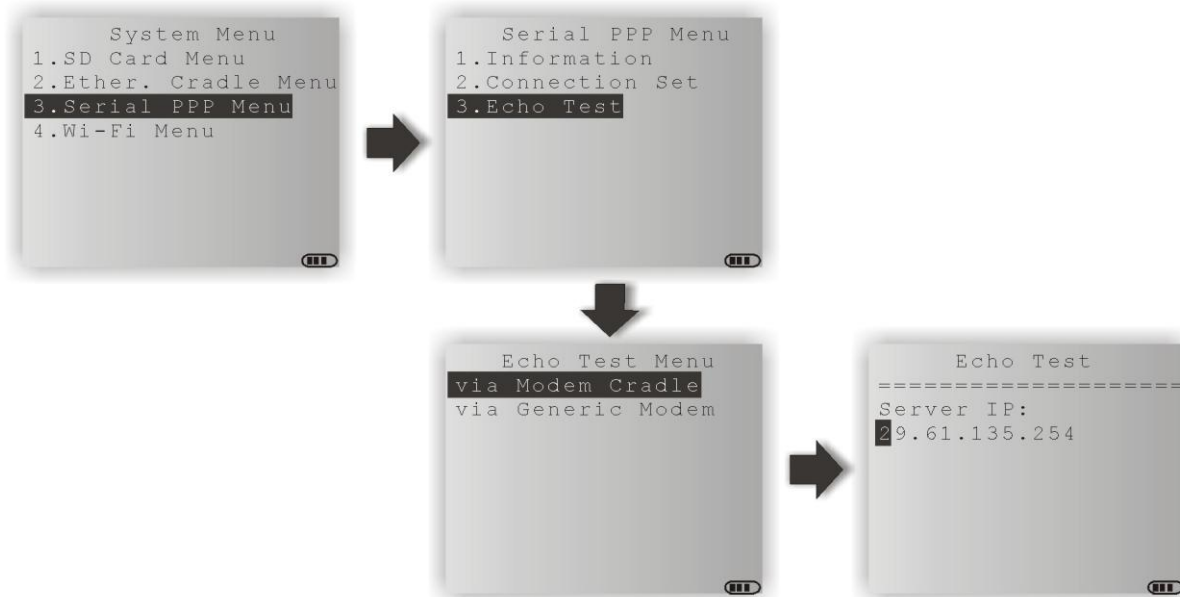 System Menu
1.SD Card Menu
2.Ether. Cradle Menu
3.Serial PPP Menu
4.Wi-Fi Menu
Serial PPP Menu
1.Information
2.Connection Set
3.Echo Test
Echo Test Menu
via Modem Cradle
via Generic Modem
Echo Test
====================
Server IP:
29.61.135.254